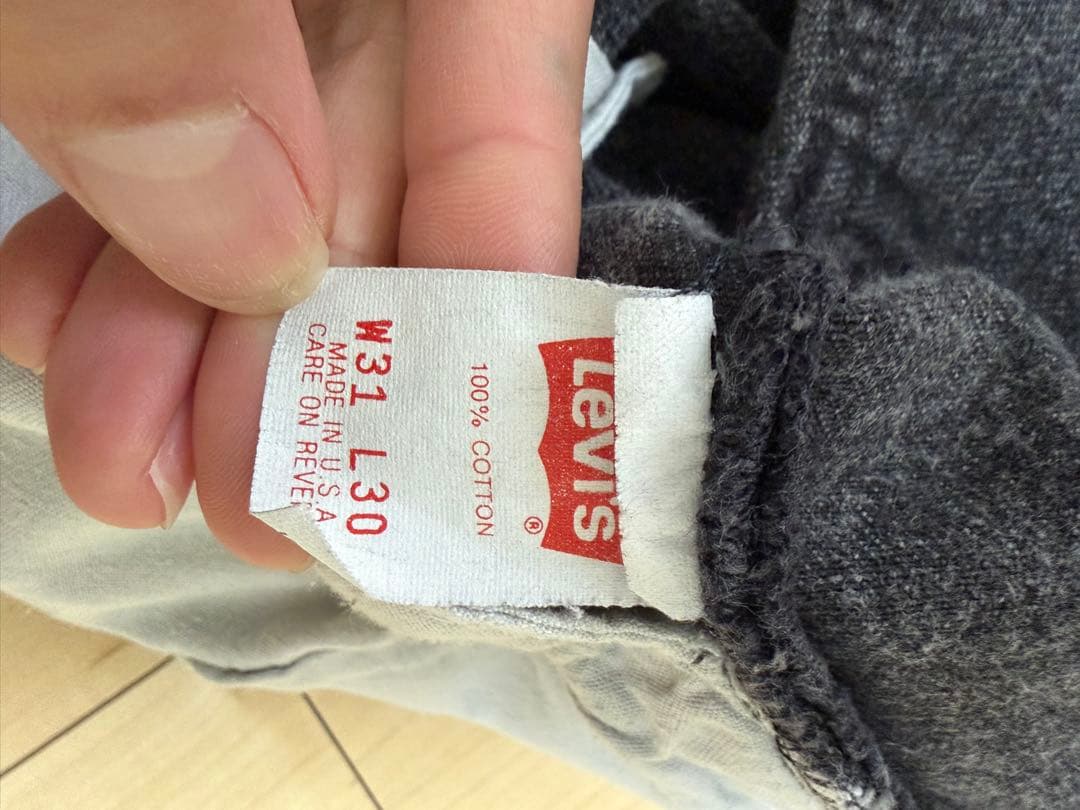 Levi's
®
100% COTTON
W31 L30
MADE IN U.S.A
CARE ON